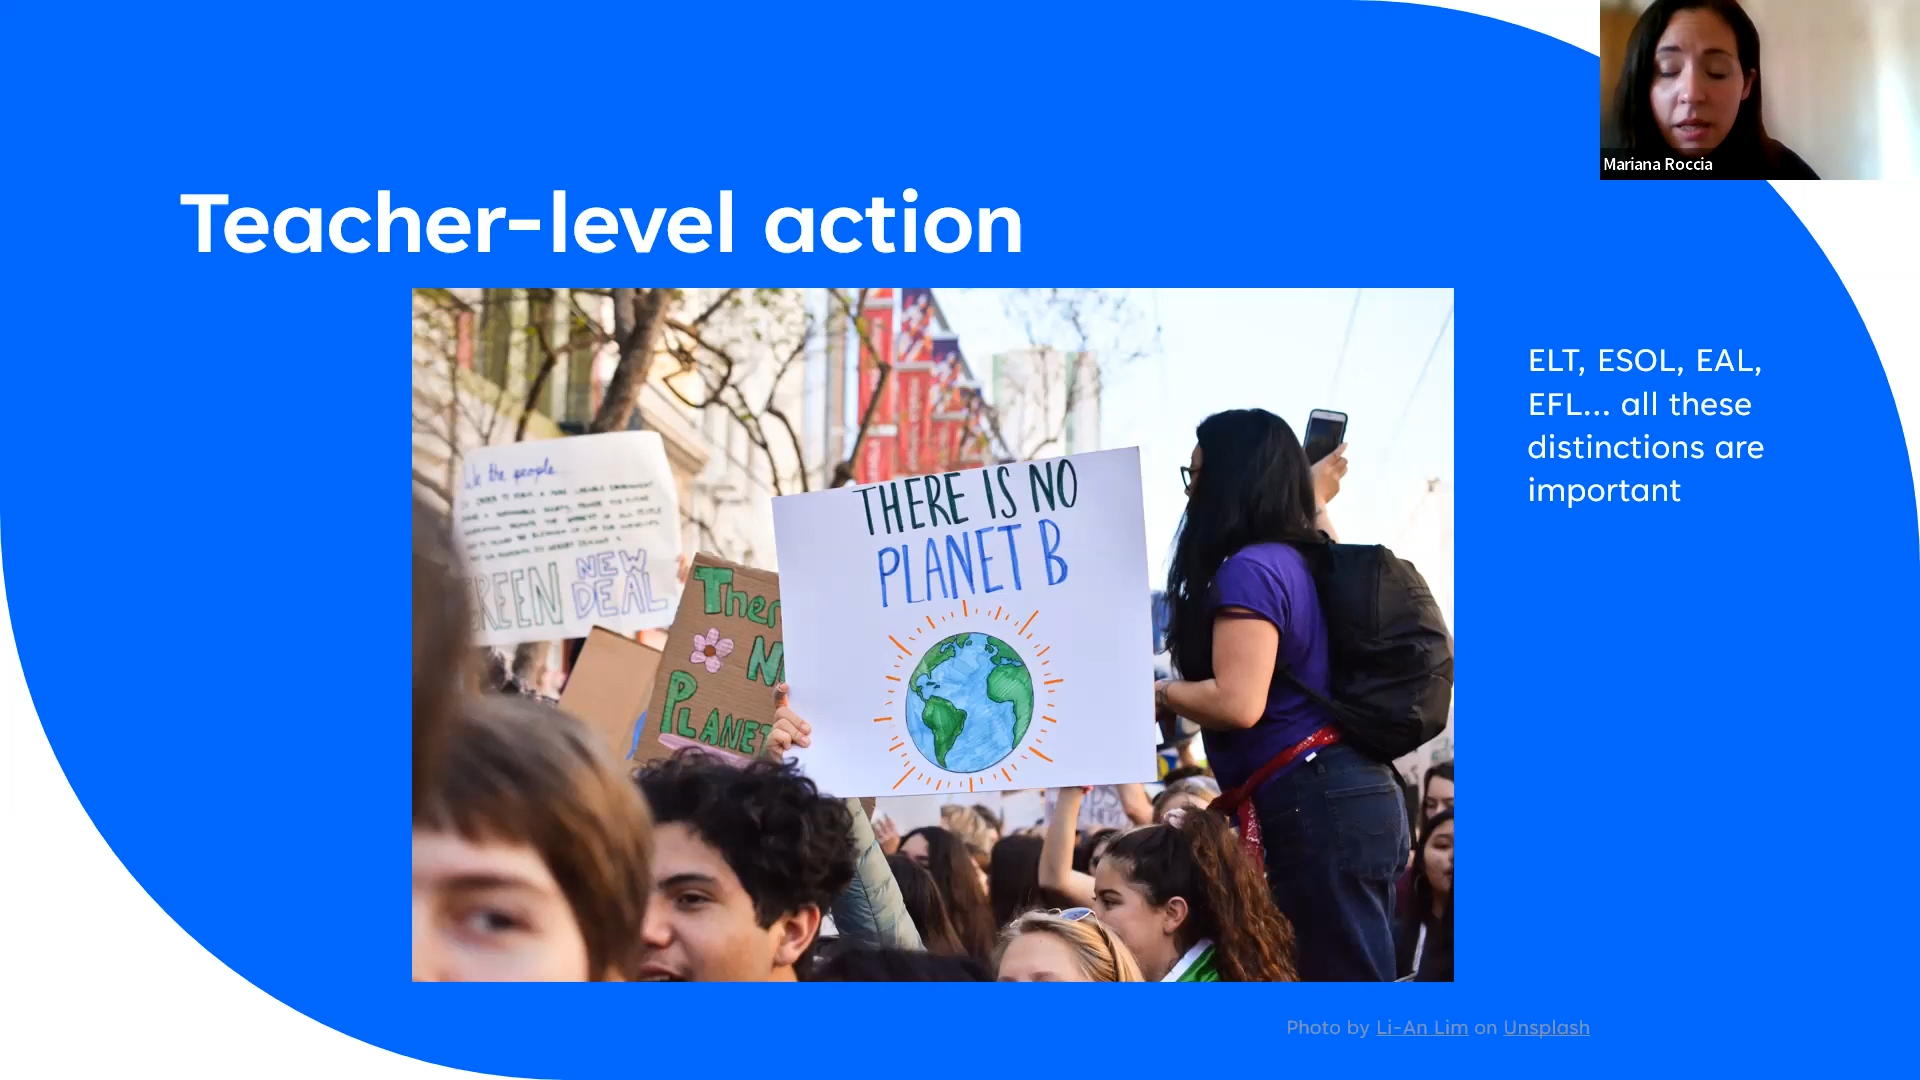 Mariana Roccia
Teacher-level action
ELT, ESOL, EAL,
EFL... all these
distinctions are
important
We the people...
GREEN NEW
DEAL
Ther
N
PLANET
THERE IS NO
PLANET B
Photo by Li-An Lim on Unsplash